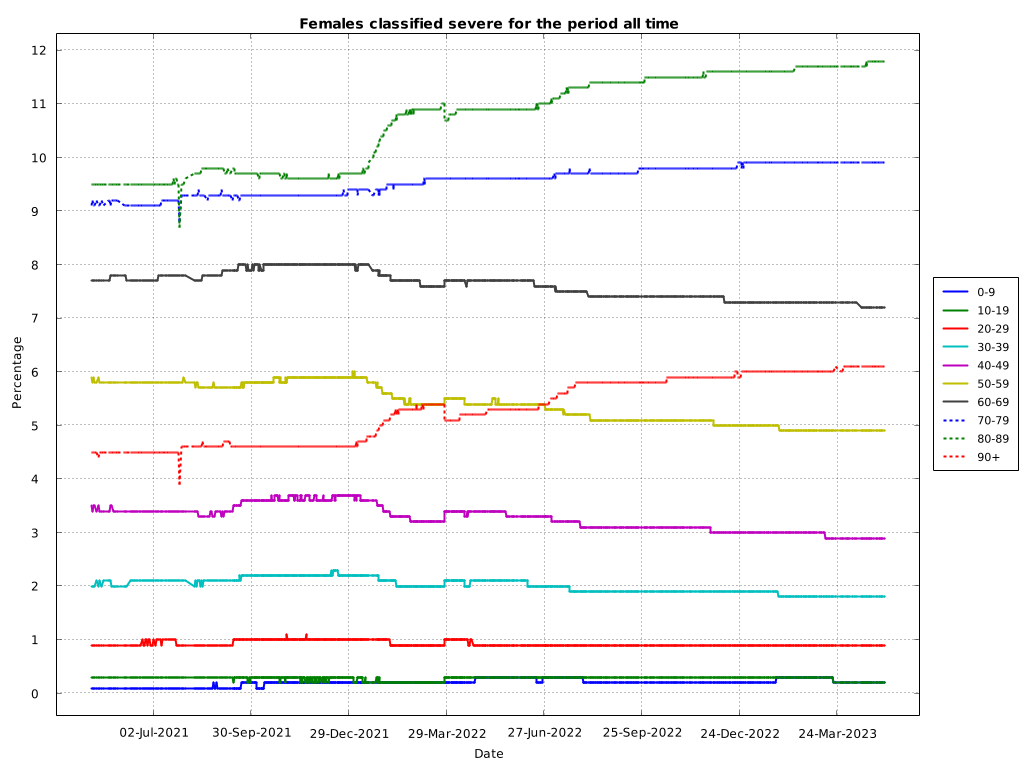 Females classified severe for the period all time
12
11
10
9
8
7
6
5
4
3
2
1
0
Percentage
02-Jul-2021
30-Sep-2021
29-Dec-2021
29-Mar-2022
27-Jun-2022
25-Sep-2022
24-Dec-2022
24-Mar-2023
Date
0-9
10-19
20-29
30-39
40-49
50-59
60-69
70-79
80-89
90+